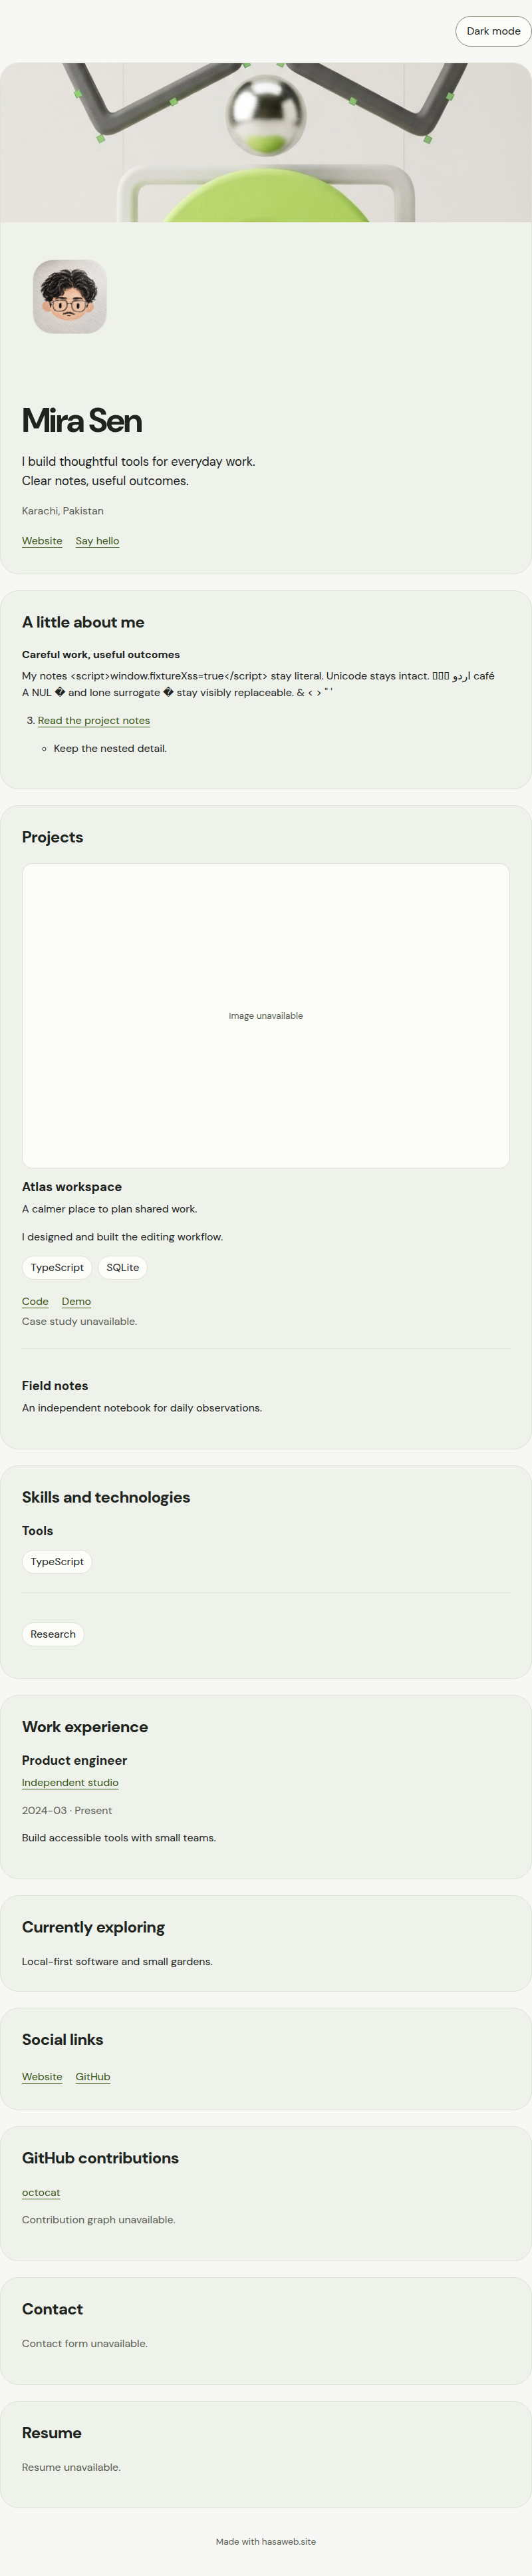 Dark mode
Mira Sen
I build thoughtful tools for everyday work.
Clear notes, useful outcomes.
Karachi, Pakistan
Website Say hello
A little about me
Careful work, useful outcomes
My notes <script>window.fixtureXss=true</script> stay literal. Unicode stays intact. اردو café
A NUL � and lone surrogate � stay visibly replaceable. & < > " '
3. Read the project notes
Keep the nested detail.
Projects
Image unavailable
Atlas workspace
A calmer place to plan shared work.
I designed and built the editing workflow.
TypeScript SQLite
Code Demo
Case study unavailable.
Field notes
An independent notebook for daily observations.
Skills and technologies
Tools
TypeScript
Research
Work experience
Product engineer
Independent studio
2024-03 · Present
Build accessible tools with small teams.
Currently exploring
Local-first software and small gardens.
Social links
Website GitHub
GitHub contributions
octocat
Contribution graph unavailable.
Contact
Contact form unavailable.
Resume
Resume unavailable.
Made with hasaweb.site